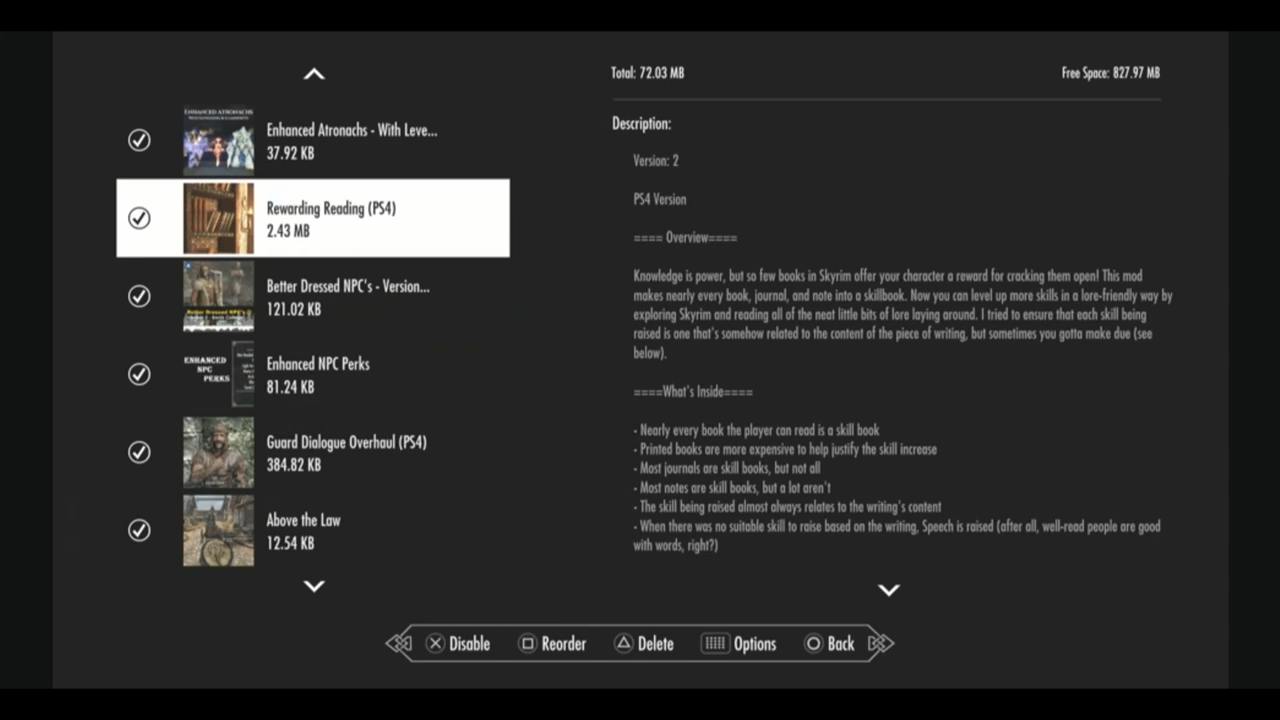 Total: 72.03 MB
Free Space: 827.97 MB
ENHANCED ATRONACHS
Enhanced Atronachs - With Leve...
37.92 KB
Rewarding Reading (PS4)
2.43 MB
Better Dressed NPC's - Version...
121.02 KB
Better Dressed NPC's
ENHANCED
NPC
PERKS
Enhanced NPC Perks
81.24 KB
Guard Dialogue Overhaul (PS4)
384.82 KB
Above the Law
12.54 KB
Description:
Version: 2
PS4 Version
==== Overview====
Knowledge is power, but so few books in Skyrim offer your character a reward for cracking them open! This mod
makes nearly every book, journal, and note into a skillbook. Now you can level up more skills in a lore-friendly way by
exploring Skyrim and reading all of the neat little bits of lore laying around. I tried to ensure that each skill being
raised is one that's somehow related to the content of the piece of writing, but sometimes you gotta make due (see
below).
====What's Inside====
- Nearly every book the player can read is a skill book
- Printed books are more expensive to help justify the skill increase
- Most journals are skill books, but not all
- Most notes are skill books, but a lot aren't
- The skill being raised almost always relates to the writing's content
- When there was no suitable skill to raise based on the writing, Speech is raised (after all, well-read people are good
with words, right?)
Disable Reorder Delete Options Back